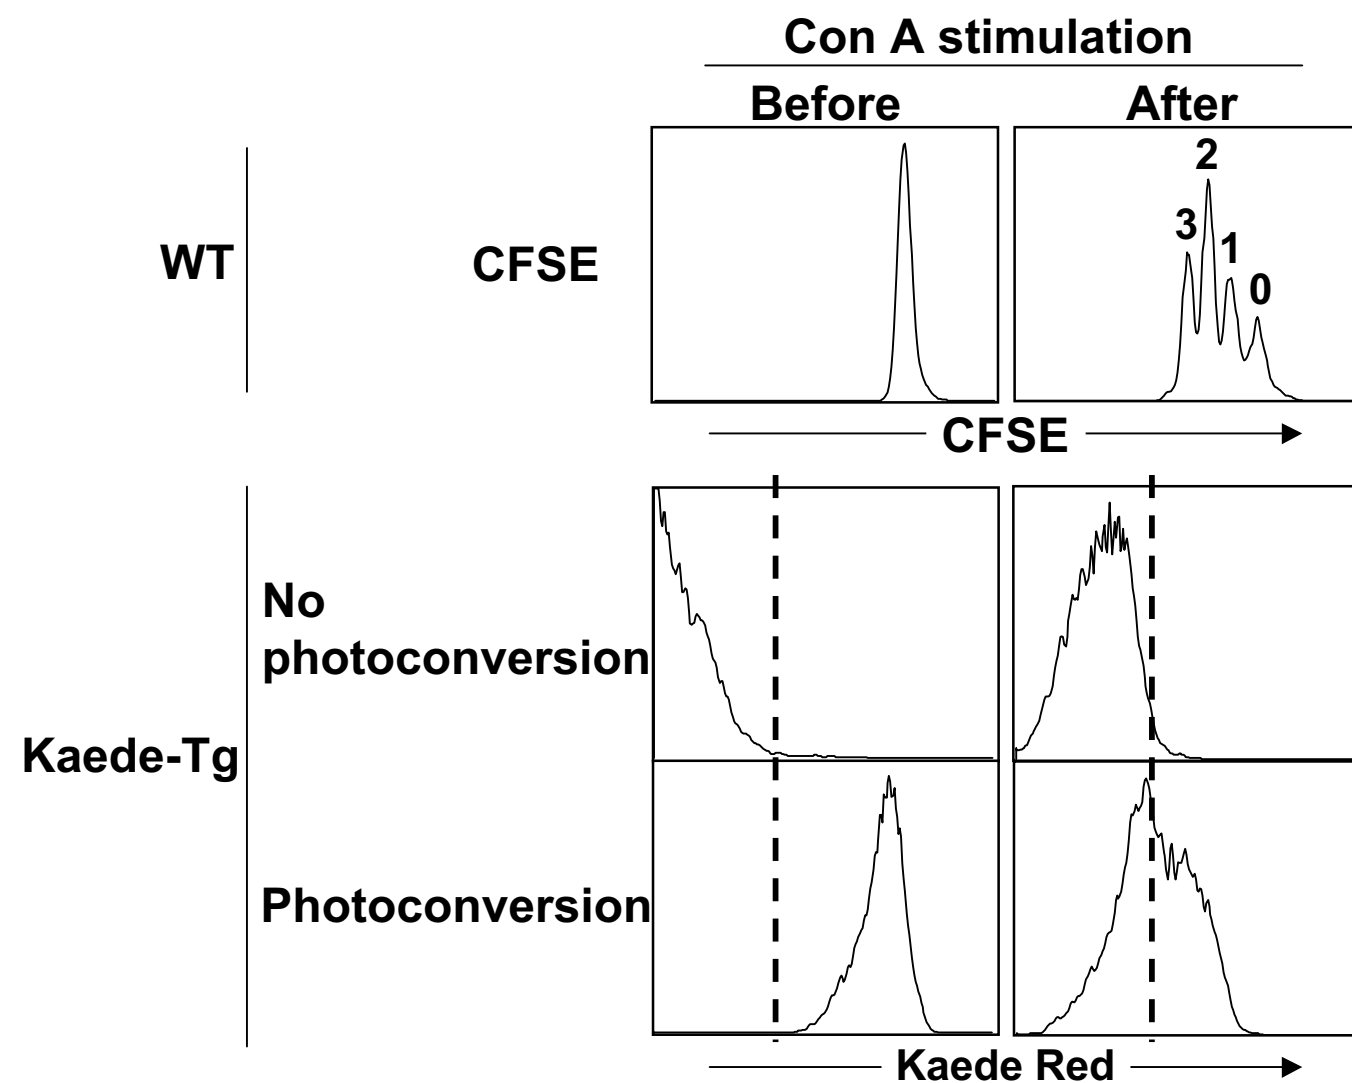 Con A stimulation
Before
After
WT
CFSE
3
2
1
0
CFSE
Kaede-Tg
No
photoconversion
Photoconversion
Kaede Red